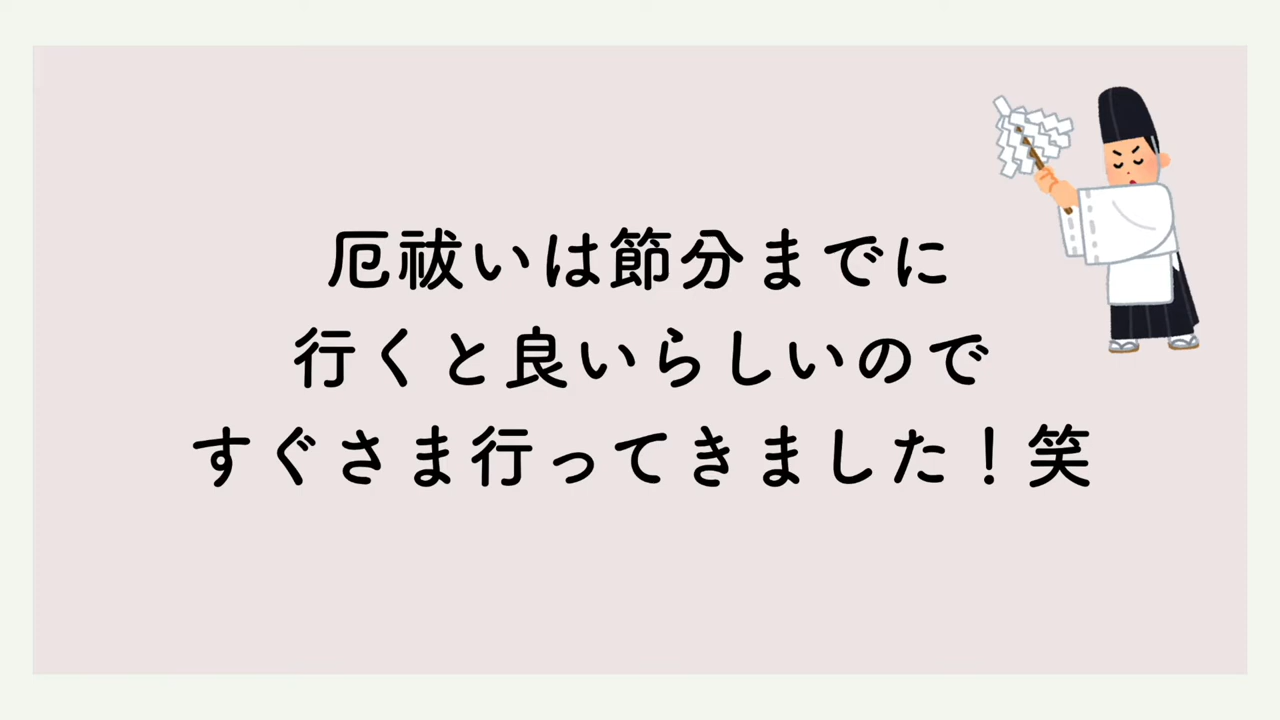 厄祓いは節分までに
行くと良いらしいので
すぐさま行ってきました！笑